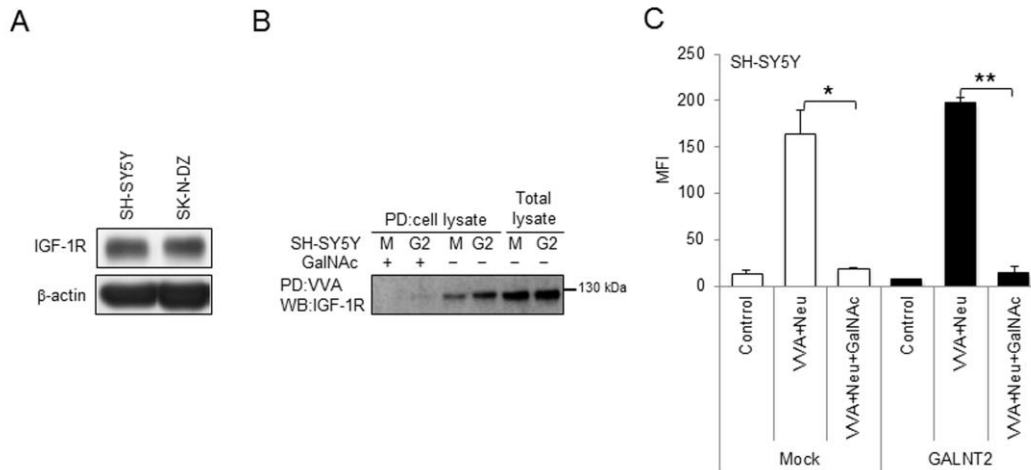 A
SH-SY5Y
SK-N-DZ
IGF-1R
β-actin
B
PD:cell lysate
Total
lysate
SH-SY5Y M G2 M G2 M G2
GalNAc + + − − − −
PD:VVA
WB:IGF-1R
130 kDa
C
SH-SY5Y
MFI
250
200
150
100
50
0
*
**
Contrrol
VVA+Neu
VVA+Neu+GalNAc
Contrrol
VVA+Neu
VVA+Neu+GalNAc
Mock
GALNT2